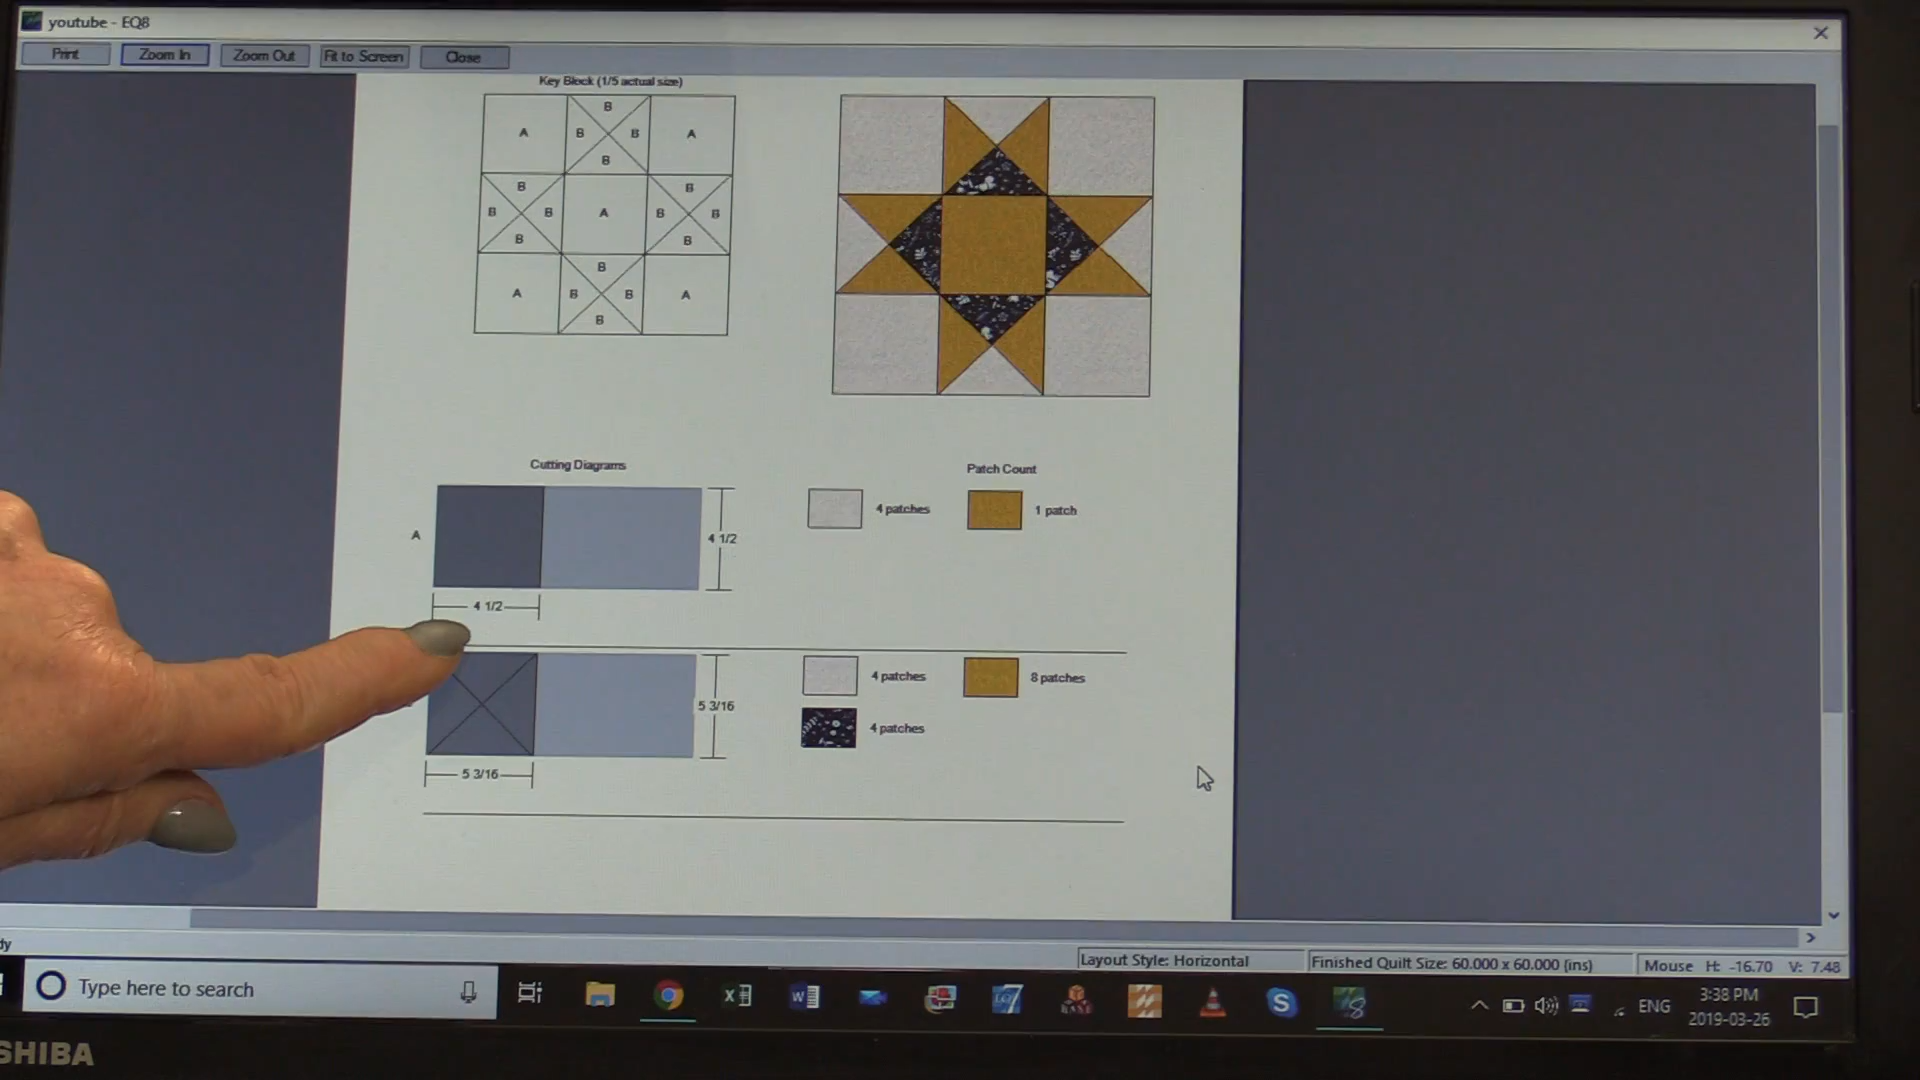 youtube - EQ8
Print Zoom In Zoom Out Fit to Screen Close
Key Block (1/5 actual size)
A B B B B A
B B B B A B B B B
A B B B B A
Cutting Diagrams
Patch Count
A
4 1/2
4 1/2
4 patches
1 patch
5 3/16
5 3/16
4 patches
8 patches
4 patches
dy
Layout Style: Horizontal
Finished Quilt Size: 60.000 x 60.000 (ins)
Mouse H: -16.70 V: 7.48
Type here to search
ENG
3:38 PM
2019-03-26
SHIBA